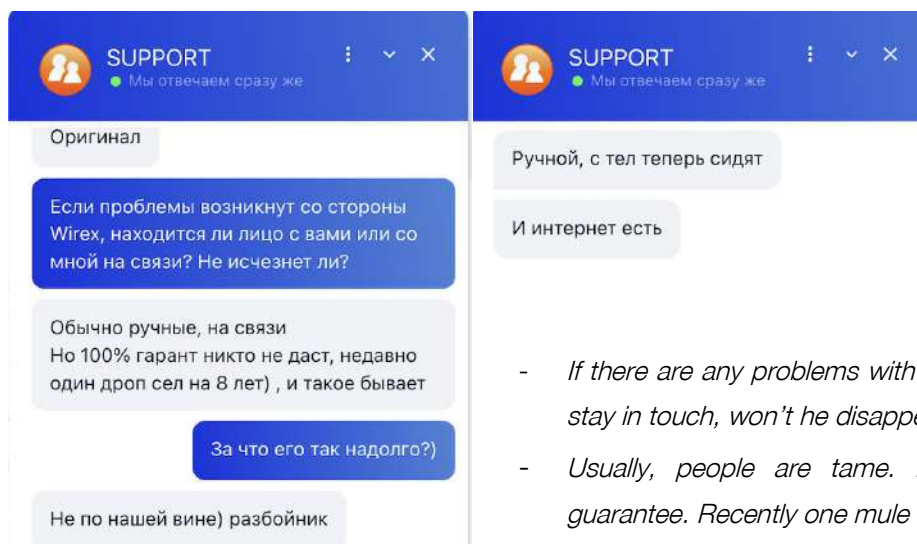 SUPPORT
Мы отвечаем сразу же
Оригинал
Если проблемы возникнут со стороны
Wirex, находится ли лицо с вами или со
мной на связи? Не исчезнет ли?
Обычно ручные, на связи
Но 100% гарант никто не даст, недавно
один дроп сел на 8 лет) , и такое бывает
За что его так надолго?)
Не по нашей вине) разбойник
SUPPORT
Мы отвечаем сразу же
Ручной, с тел теперь сидят
И интернет есть
- If there are any problems with
stay in touch, won't he disappe
- Usually, people are tame.
guarantee. Recently one mule